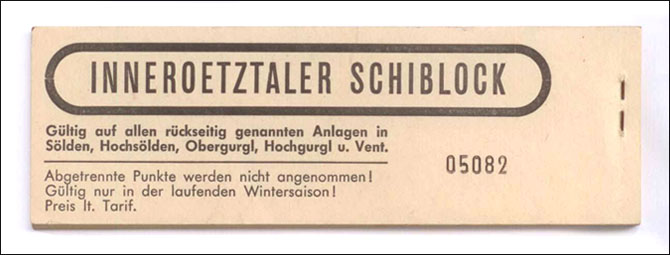 INNEROETZTALER SCHIBLOCK
Gültig auf allen rückseitig genannten Anlagen in
Sölden, Hochsölden, Obergurgl, Hochgurgl u. Vent.
05082
Abgetrennte Punkte werden nicht angenommen!
Gültig nur in der laufenden Wintersaison!
Preis lt. Tarif.